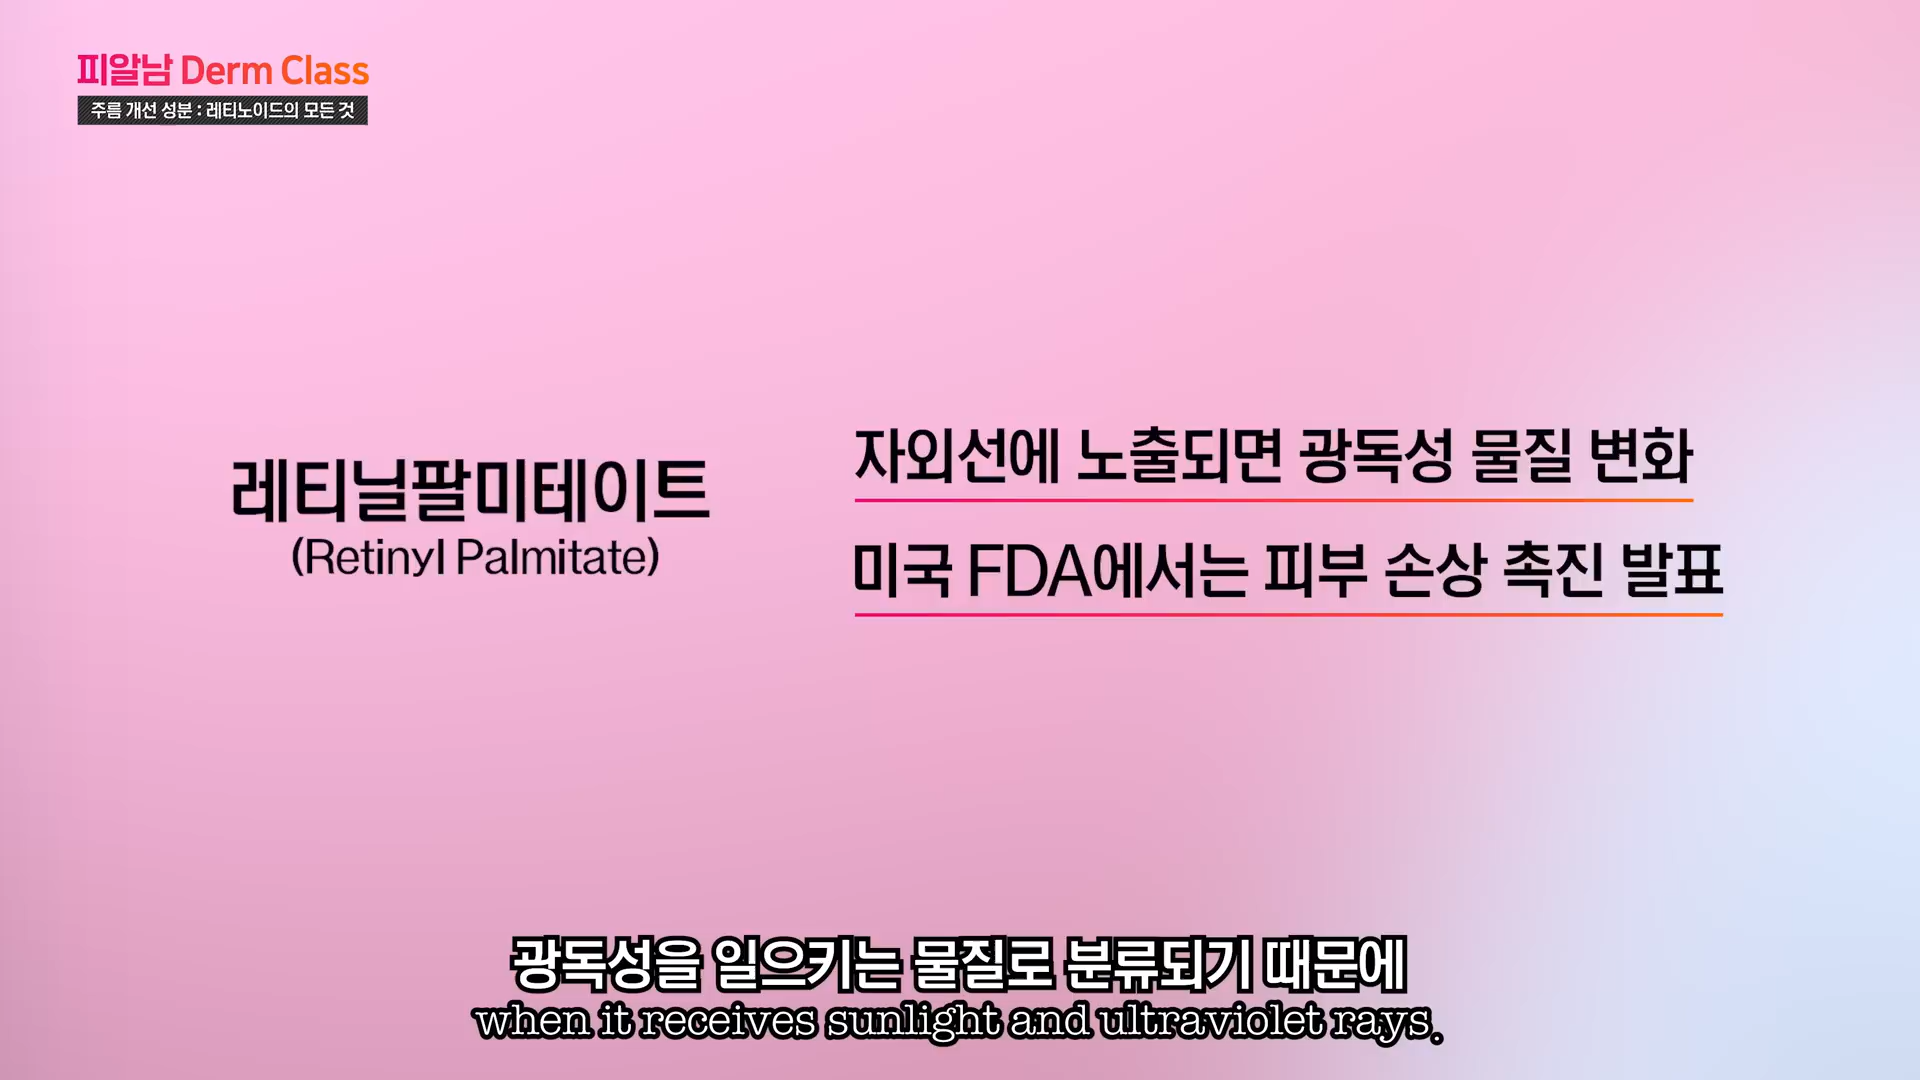 피알남 Derm Class
주름 개선 성분 : 레티노이드의 모든 것
레티닐팔미테이트
(Retinyl Palmitate)
자외선에 노출되면 광독성 물질 변화
미국 FDA에서는 피부 손상 촉진 발표
광독성을 일으키는 물질로 분류되기 때문에
when it receives sunlight and ultraviolet rays.